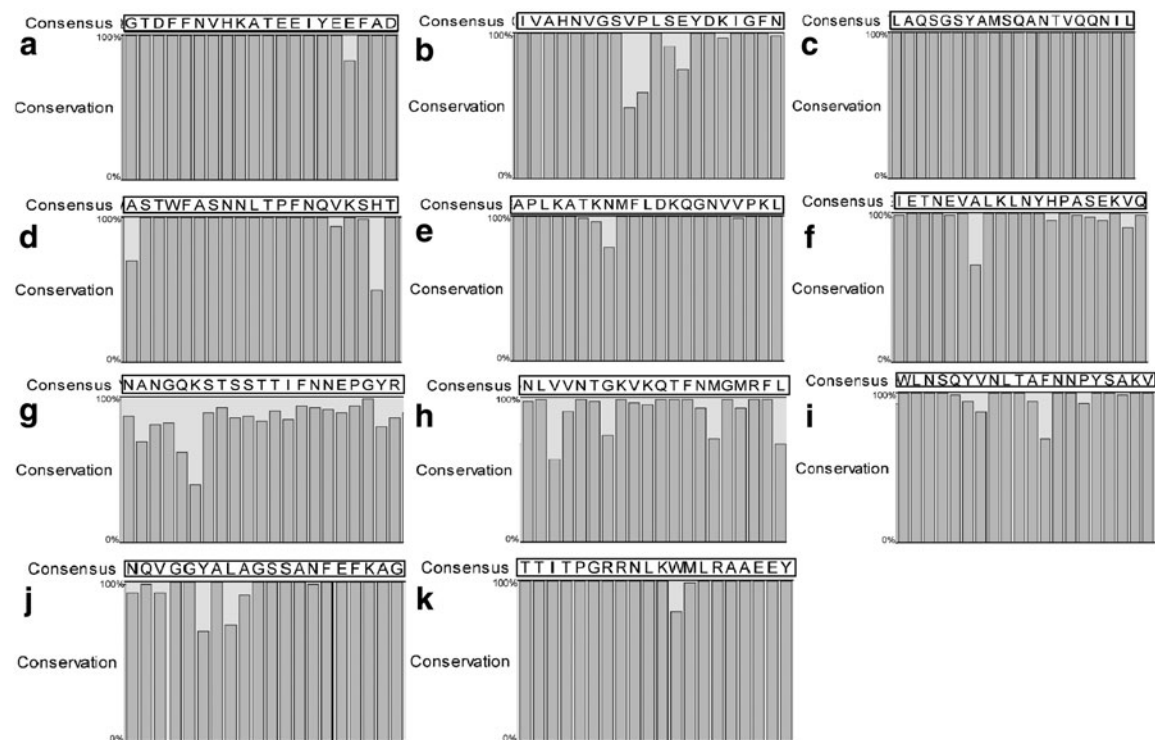 Consensus GTDFFNVHKATEEIYEEFAD
a
100%
Conservation
0%
Consensus IVAHNVGSVPLSEYDKIGFN
b
100%
Conservation
0%
Consensus LAQSGSYAMSQANTVQQNIL
c
100%
Conservation
0%
Consensus ASTWFASNNLTPFNQVKSHT
d
100%
Conservation
0%
Consensus APLKATKNMFLDKQGNVVPKL
e
100%
Conservation
0%
Consensus IETNEVALKLNYHPASEKVQ
f
100%
Conservation
0%
Consensus NANGQKSTSSTTIFNNEPGYR
g
100%
Conservation
0%
Consensus NLVVNTGKVKQTFNMGMRFL
h
100%
Conservation
0%
Consensus WLNSQYVNLTAFNNPYSAKV
i
100%
Conservation
0%
Consensus NQVGGYALAGSSANFEFKAG
j
100%
Conservation
0%
Consensus TTITPGRRNLKWMLRAAEEY
k
100%
Conservation
0%